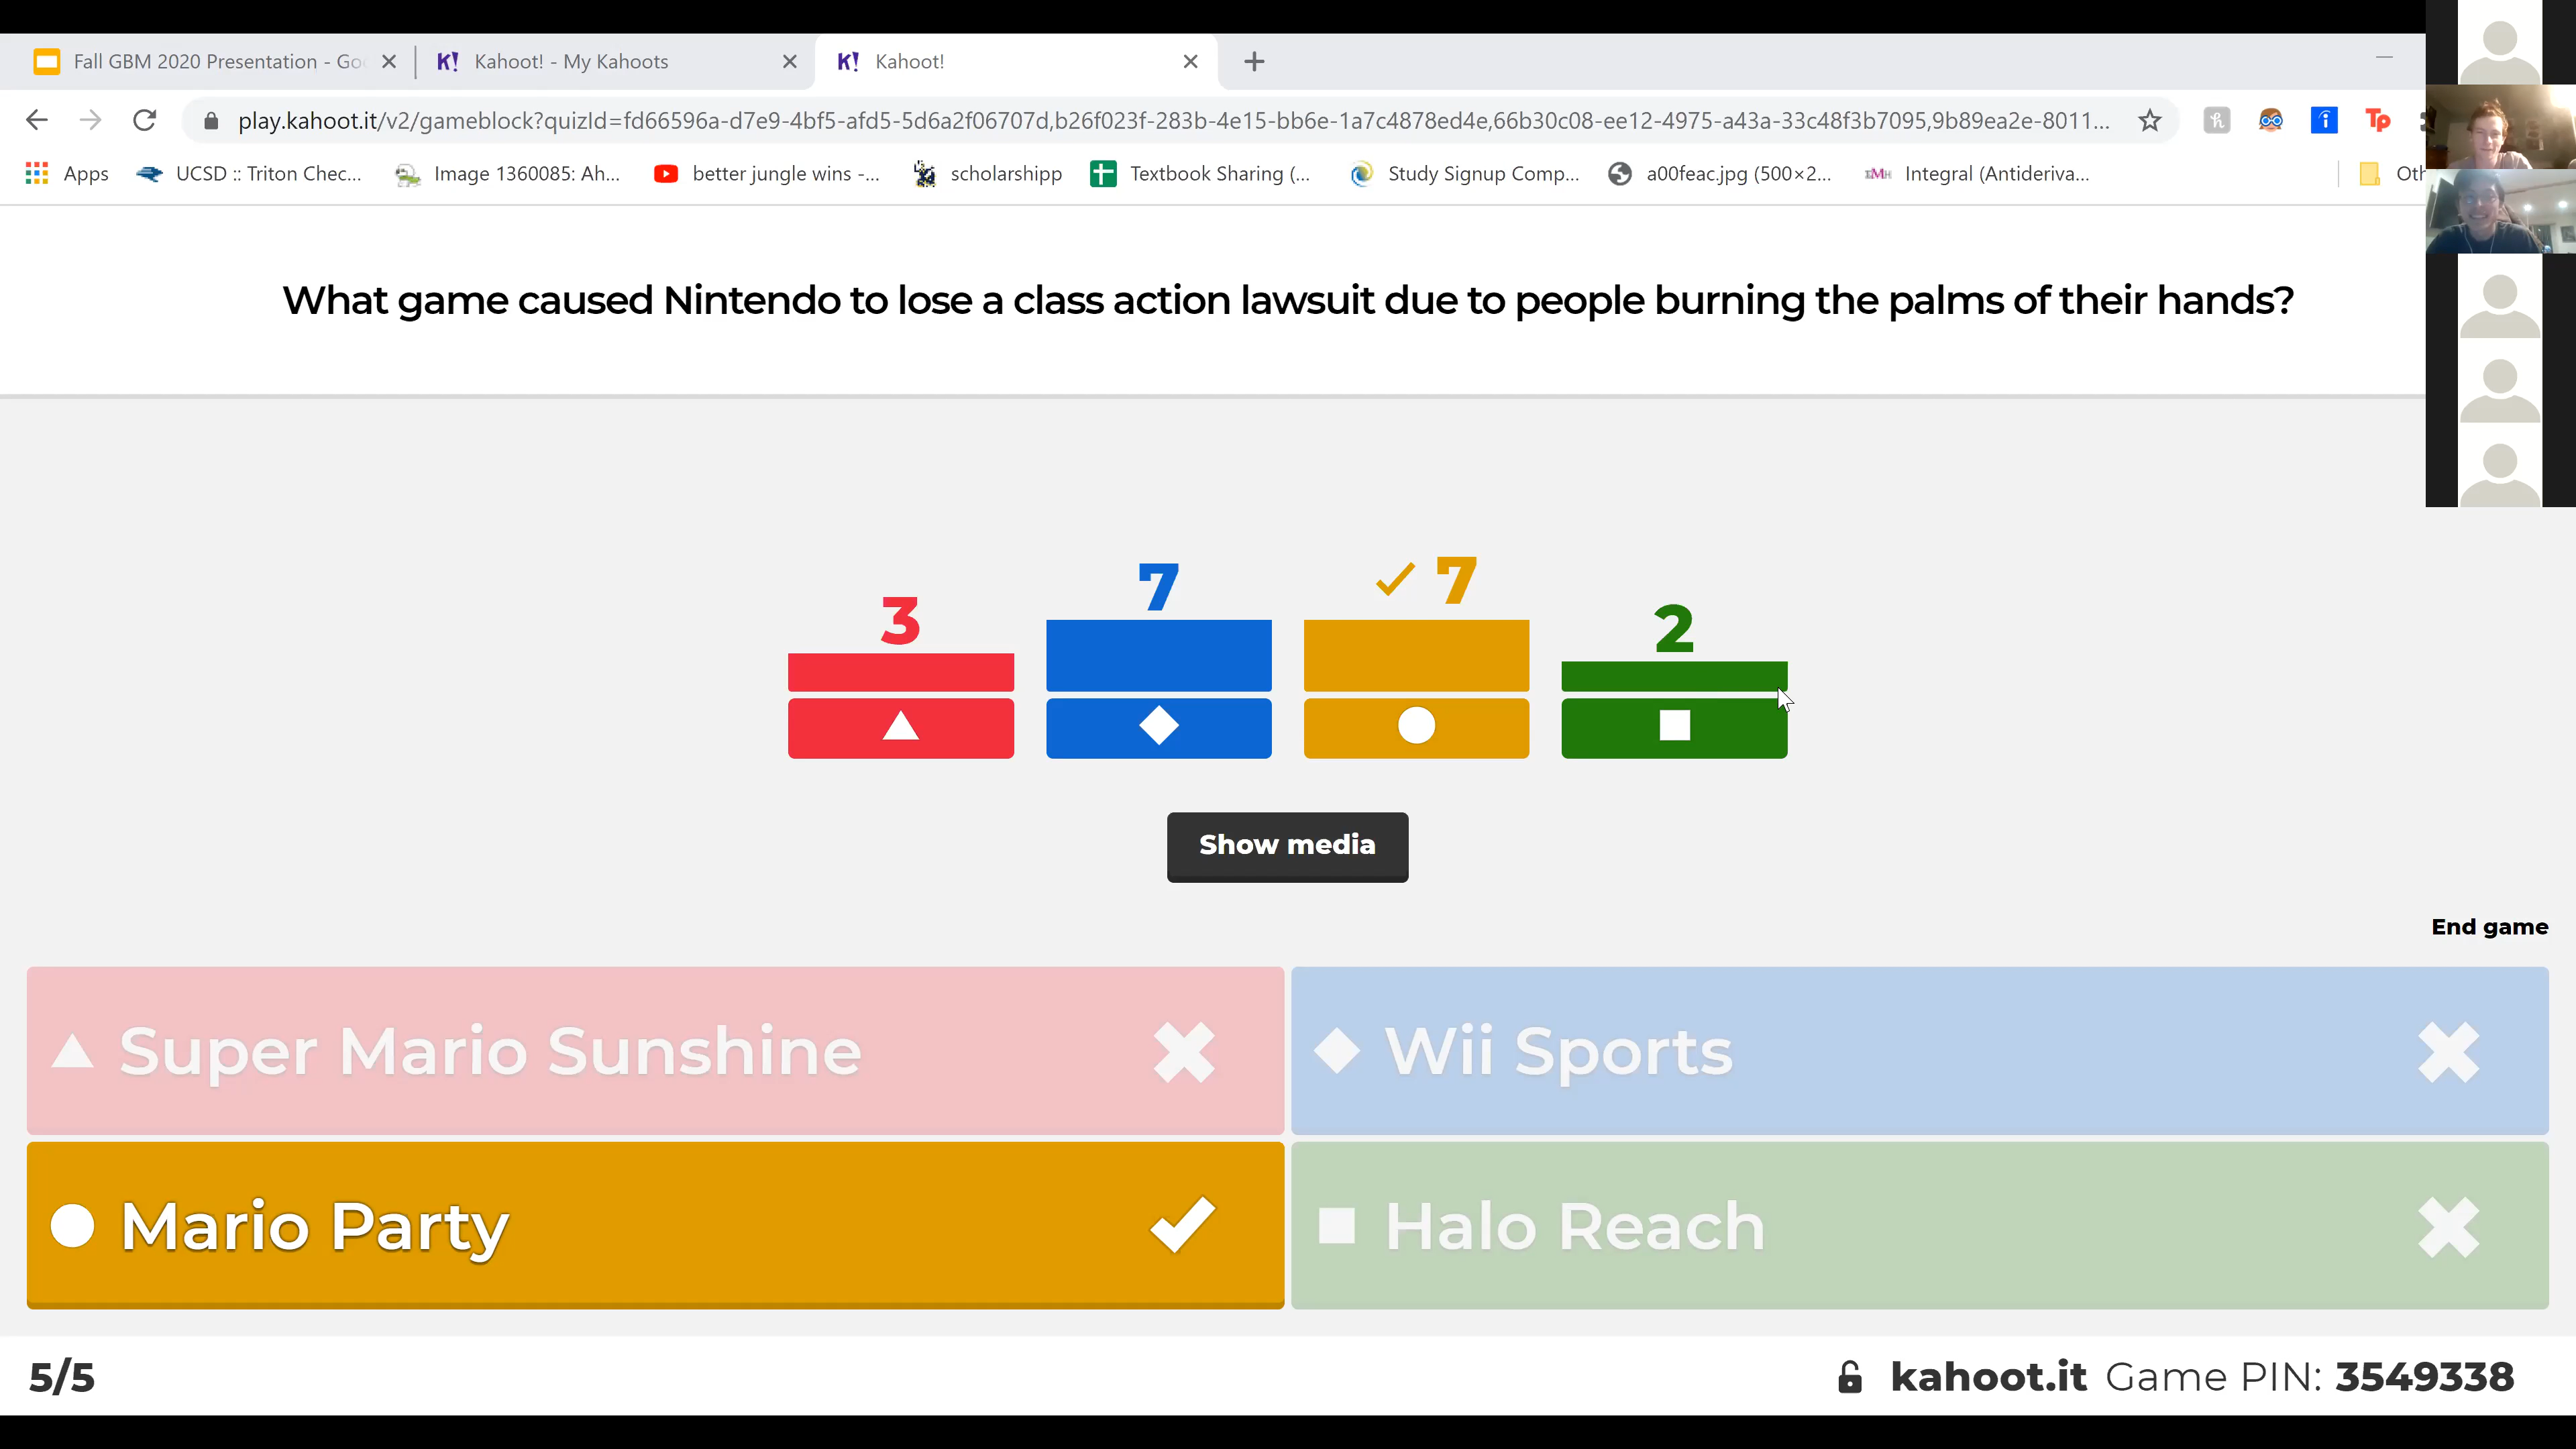 Fall GBM 2020 Presentation - Goo
K! Kahoot! - My Kahoots
K! Kahoot!
play.kahoot.it/v2/gameblock?quizId=fd66596a-d7e9-4bf5-afd5-5d6a2f06707d,b26f023f-283b-4e15-bb6e-1a7c4878ed4e,66b30c08-ee12-4975-a43a-33c48f3b7095,9b89ea2e-8011...
h
i
Tp
Apps
UCSD :: Triton Chec...
Image 1360085: Ah...
better jungle wins -...
scholarshipp
Textbook Sharing (...
Study Signup Comp...
a00feac.jpg (500×2...
Integral (Antideriva...
Oth
What game caused Nintendo to lose a class action lawsuit due to people burning the palms of their hands?
3
7
7
2
Show media
End game
Super Mario Sunshine
Wii Sports
Mario Party
Halo Reach
5/5
kahoot.it Game PIN: 3549338